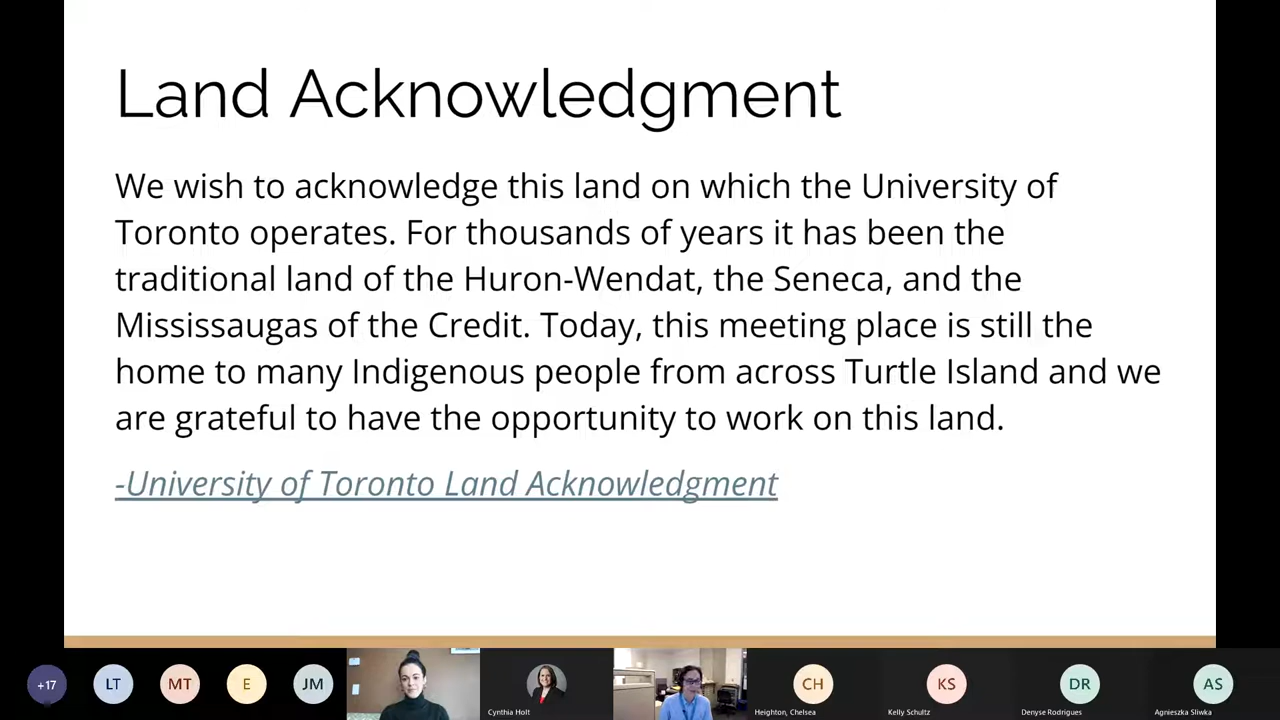 Land Acknowledgment
We wish to acknowledge this land on which the University of
Toronto operates. For thousands of years it has been the
traditional land of the Huron-Wendat, the Seneca, and the
Mississaugas of the Credit. Today, this meeting place is still the
home to many Indigenous people from across Turtle Island and we
are grateful to have the opportunity to work on this land.
-University of Toronto Land Acknowledgment
+17
LT
MT
E
JM
Cynthia Holt
CH
Heighton, Chelsea
KS
Kelly Schultz
DR
Denyse Rodrigues
AS
Agnieszka Sliwka